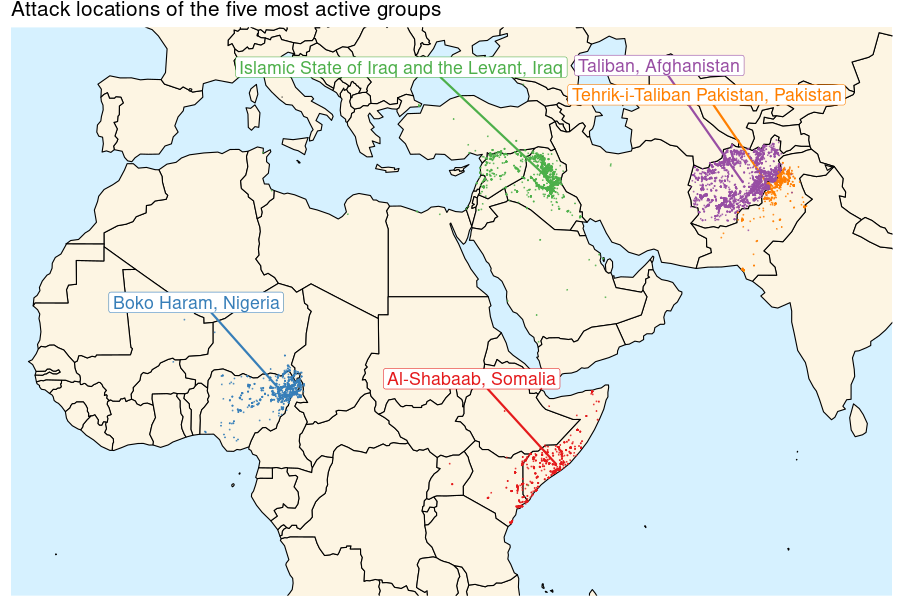 Attack locations of the five most active groups
Islamic State of Iraq and the Levant, Iraq
Taliban, Afghanistan
Tehrik-i-Taliban Pakistan, Pakistan
Boko Haram, Nigeria
Al-Shabaab, Somalia